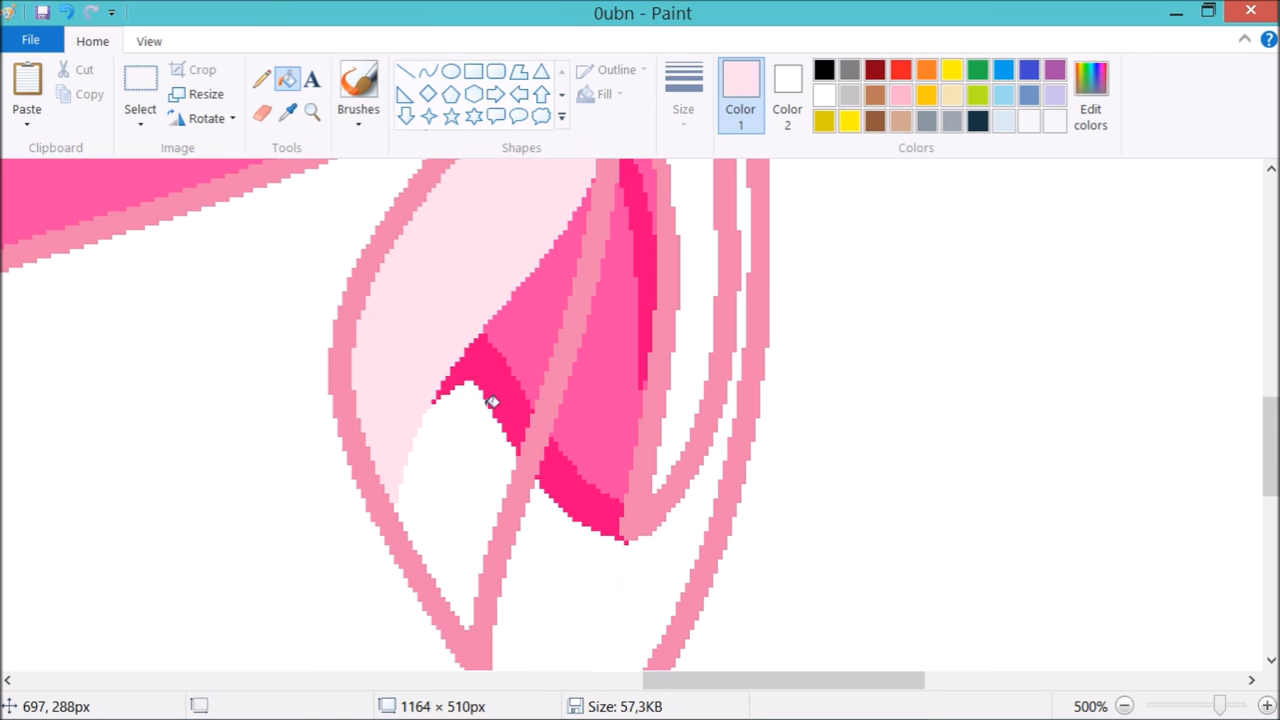 0ubn - Paint
File Home View
Paste
Cut
Copy
Clipboard
Select
Crop
Resize
Rotate
Image
A
Tools
Brushes
Outline
Fill
Shapes
Size
Color 1
Color 2
Edit colors
Colors
697, 288px
1164 × 510px
Size: 57,3KB
500%